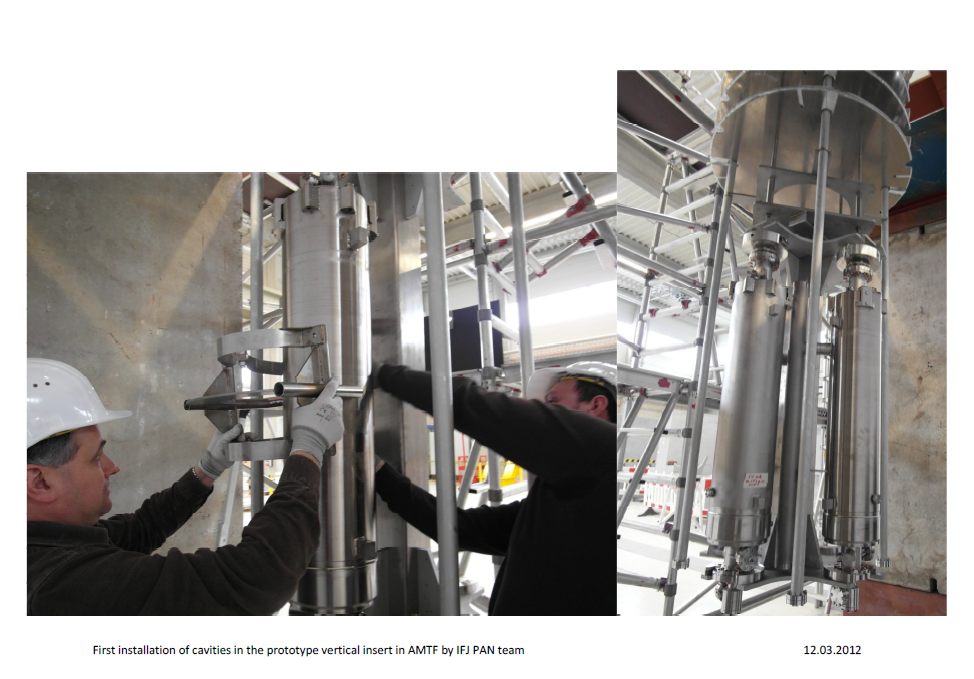 First installation of cavities in the prototype vertical insert in AMTF by IFJ PAN team 12.03.2012